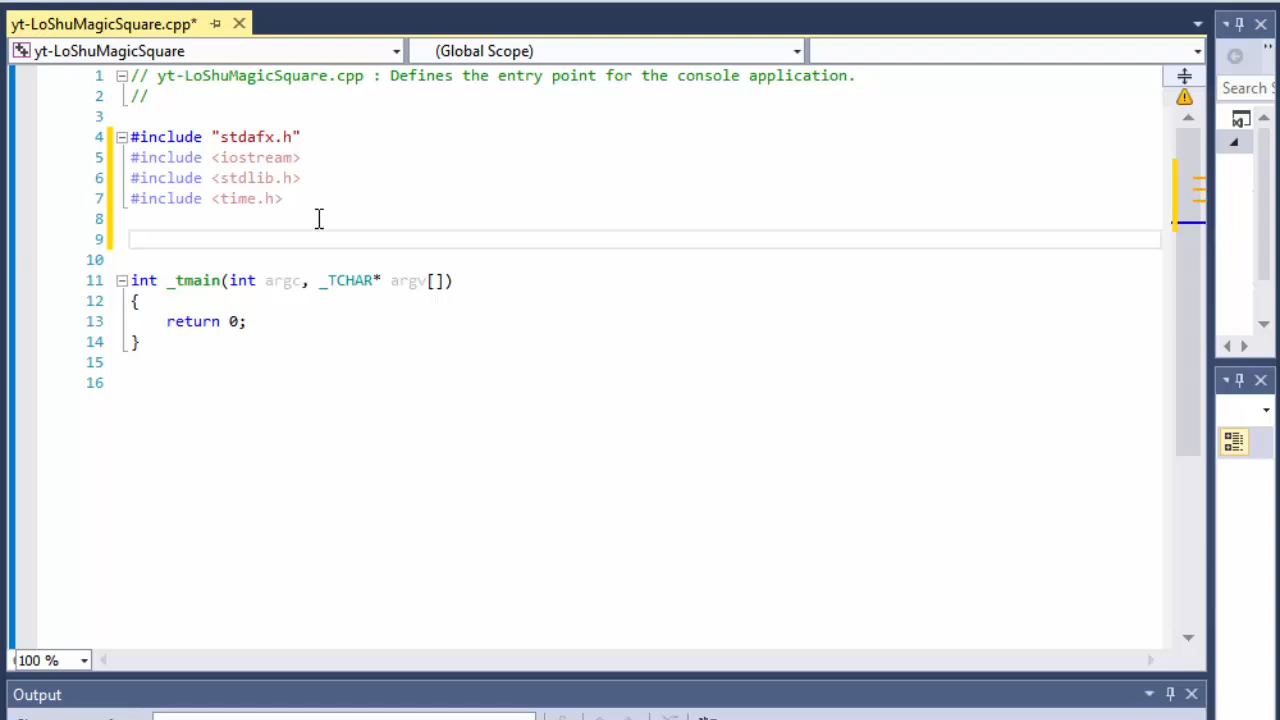 yt-LoShuMagicSquare.cpp*
yt-LoShuMagicSquare (Global Scope)
1 // yt-LoShuMagicSquare.cpp : Defines the entry point for the console application.
2 //
3
4 #include "stdafx.h"
5 #include <iostream>
6 #include <stdlib.h>
7 #include <time.h>
8
9
10
11 int _tmain(int argc, _TCHAR* argv[])
12 {
13 return 0;
14 }
15
16
Search S
100 %
Output